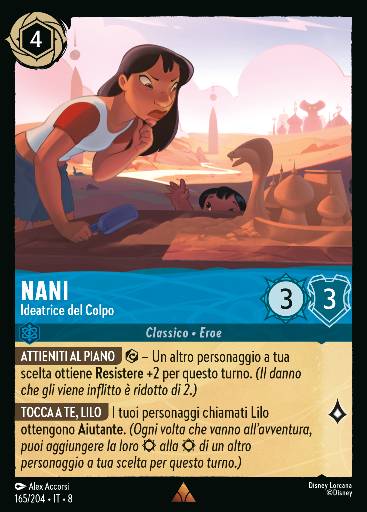 4
NANI
Ideatrice del Colpo
3
3
Classico • Eroe
ATTIENITI AL PIANO – Un altro personaggio a tua
scelta ottiene Resistere +2 per questo turno. (Il danno
che gli viene inflitto è ridotto di 2.)
TOCCA A TE, LILO I tuoi personaggi chiamati Lilo
ottengono Aiutante. (Ogni volta che vanno all'avventura,
puoi aggiungere la loro alla di un altro
personaggio a tua scelta per questo turno.)
Alex Accorsi
165/204 • IT • 8
Disney Lorcana
©Disney